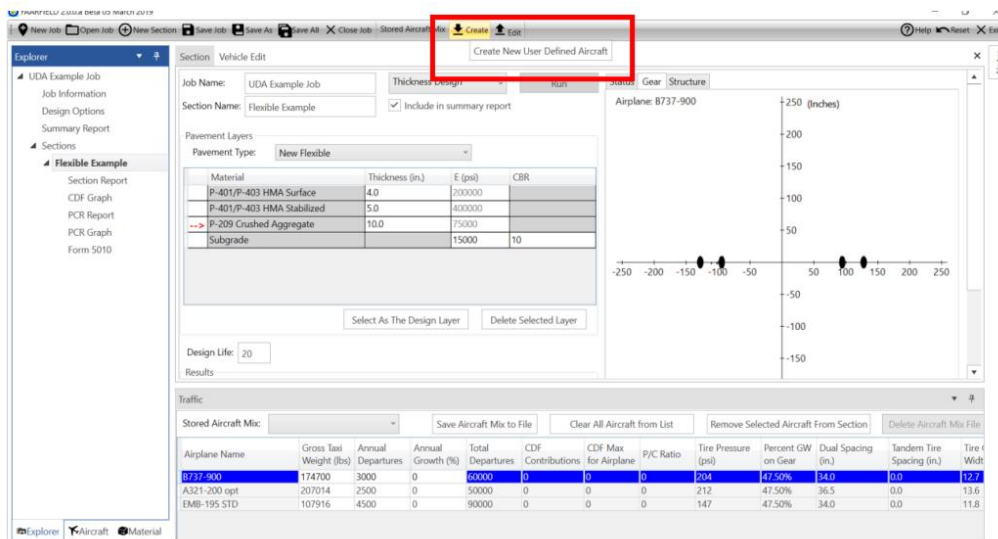 FAARFIELD 2.0.0.a Beta 05 March 2019
New Job Open Job New Section Save Job Save As Save All Close Job Stored Aircraft Mix Create Edit Help Reset
Create New User Defined Aircraft
Explorer
UDA Example Job
Job Information
Design Options
Summary Report
Sections
Flexible Example
Section Report
CDF Graph
PCR Report
PCR Graph
Form 5010
Explorer Aircraft Material
Section Vehicle Edit
Job Name: UDA Example Job Thickness Design Run
Section Name: Flexible Example Include in summary report
Pavement Layers
Pavement Type: New Flexible
Material Thickness (in.) E (psi) CBR
P-401/P-403 HMA Surface 4.0 200000
P-401/P-403 HMA Stabilized 5.0 400000
--> P-209 Crushed Aggregate 10.0 75000
Subgrade 15000 10
Select As The Design Layer Delete Selected Layer
Design Life: 20
Results
Status Gear Structure
Airplane: B737-900
250 (Inches)
200
150
100
50
-250 -200 -150 -100 -50 50 100 150 200 250
-50
-100
-150
Traffic
Stored Aircraft Mix: Save Aircraft Mix to File Clear All Aircraft from List Remove Selected Aircraft From Section Delete Aircraft Mix File
Airplane Name Gross Taxi Weight (lbs) Annual Departures Annual Growth (%) Total Departures CDF Contributions CDF Max for Airplane P/C Ratio Tire Pressure (psi) Percent GW on Gear Dual Spacing (in.) Tandem Tire Spacing (in.) Tire
B737-900 174700 3000 0 60000 0 0 0 204 47.50% 34.0 0.0 12.7
A321-200 opt 207014 2500 0 50000 0 0 0 212 47.50% 36.5 0.0 13.6
EMB-195 STD 107916 4500 0 90000 0 0 0 147 47.50% 34.0 0.0 11.8